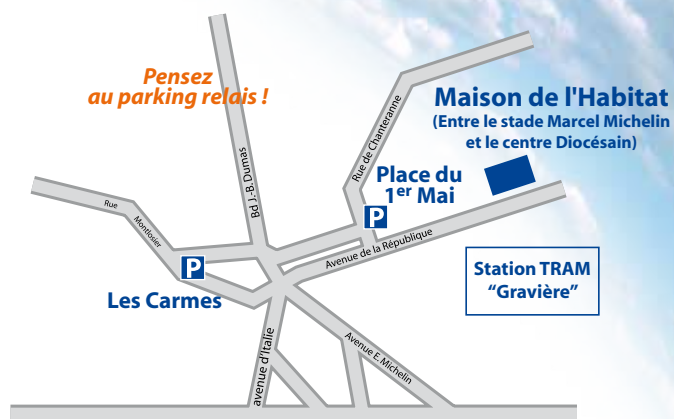 Pensez
au parking relais !
Bd J.-B. Dumas
Rue de Chanteranne
Maison de l'Habitat
(Entre le stade Marcel Michelin
et le centre Diocésain)
Place du
1er Mai
P
Rue
Montlosier
Avenue de la République
P
Les Carmes
Station TRAM
“Gravière”
avenue d'Italie
Avenue E. Michelin